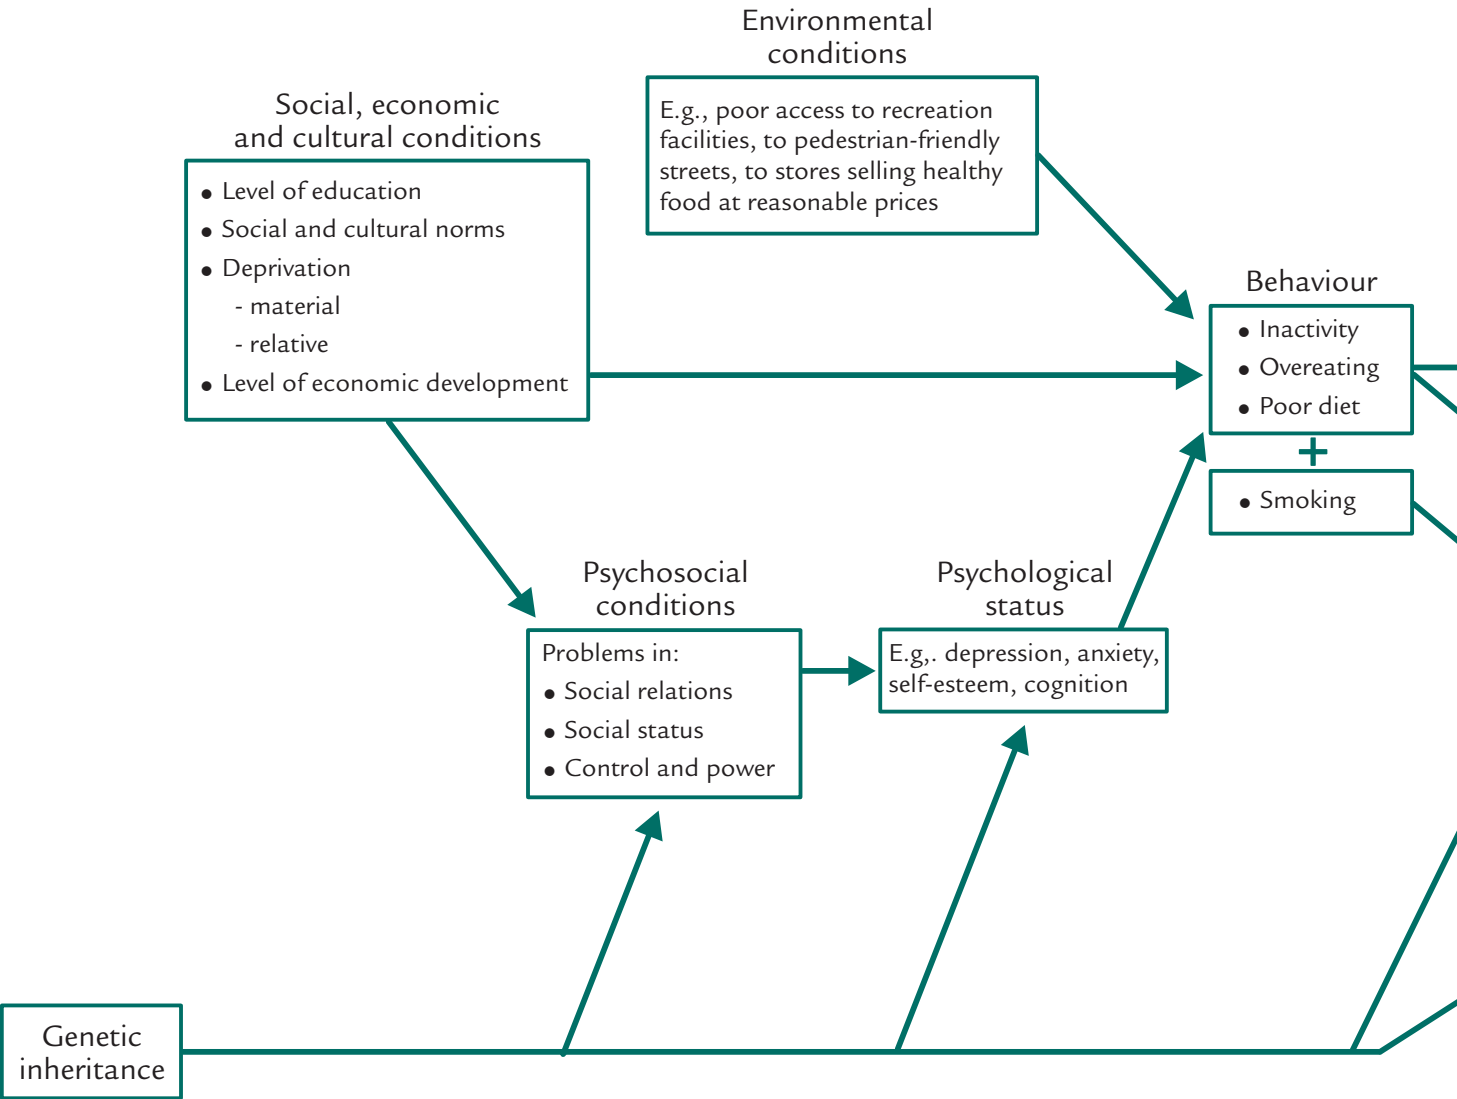 Environmental
conditions
E.g., poor access to recreation
facilities, to pedestrian-friendly
streets, to stores selling healthy
food at reasonable prices
Social, economic
and cultural conditions
● Level of education
● Social and cultural norms
● Deprivation
- material
- relative
● Level of economic development
Behaviour
● Inactivity
● Overeating
● Poor diet
+
● Smoking
Psychosocial
conditions
Problems in:
● Social relations
● Social status
● Control and power
Psychological
status
E.g,. depression, anxiety,
self-esteem, cognition
Genetic
inheritance